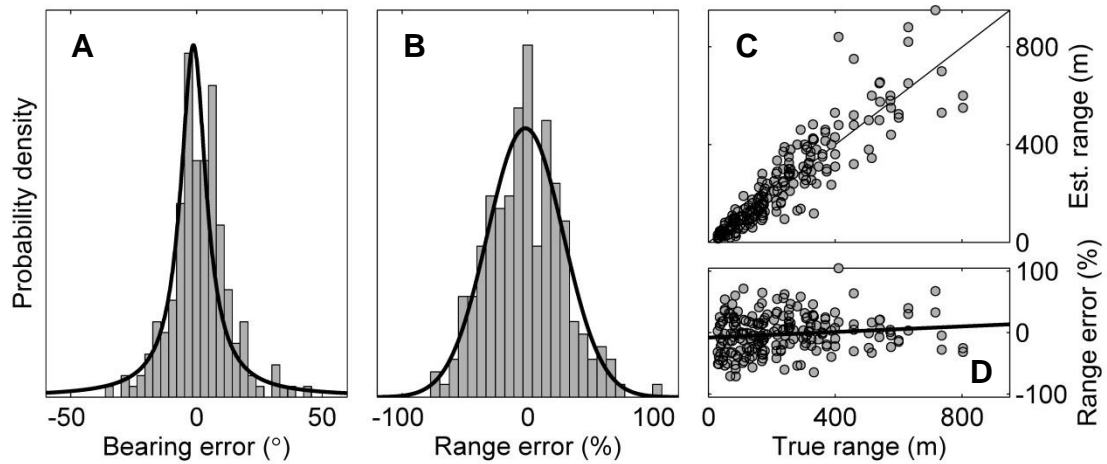 A
B
C
D
Probability density
-50
0
50
Bearing error (°)
-100
0
100
Range error (%)
800
400
0
Est. range (m)
100
0
-100
Range error (%)
0
400
800
True range (m)